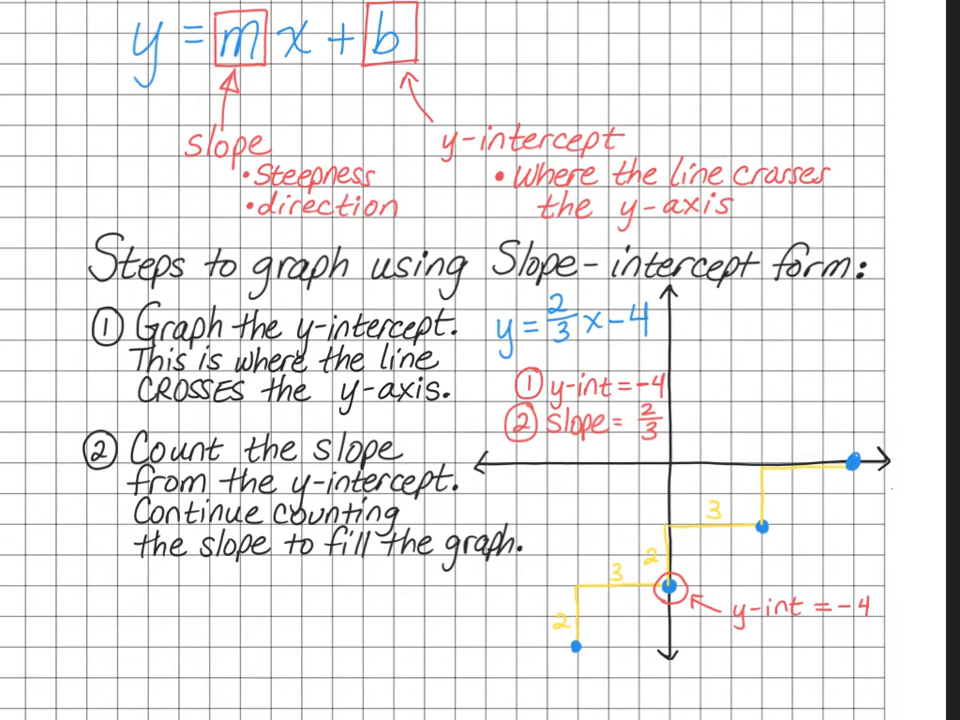 y = mx + b
slope
• Steepness
• direction
y-intercept
• Where the line crosses
the y-axis
Steps to graph using Slope-intercept form:
① Graph the y-intercept.
This is where the line
CROSSES the y-axis.
② Count the slope
from the y-intercept.
Continue counting
the slope to fill the graph.
y = 2/3 x - 4
① y-int = -4
② slope = 2/3
3
2
3
2
y-int = -4